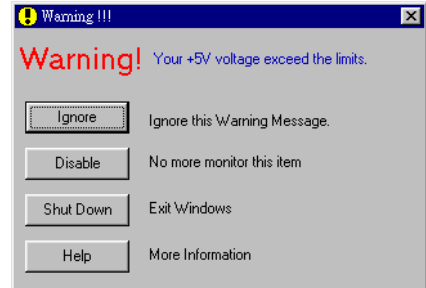 Warning !!!
Warning! Your +5V voltage exceed the limits.
Ignore Ignore this Warning Message.
Disable No more monitor this item
Shut Down Exit Windows
Help More Information